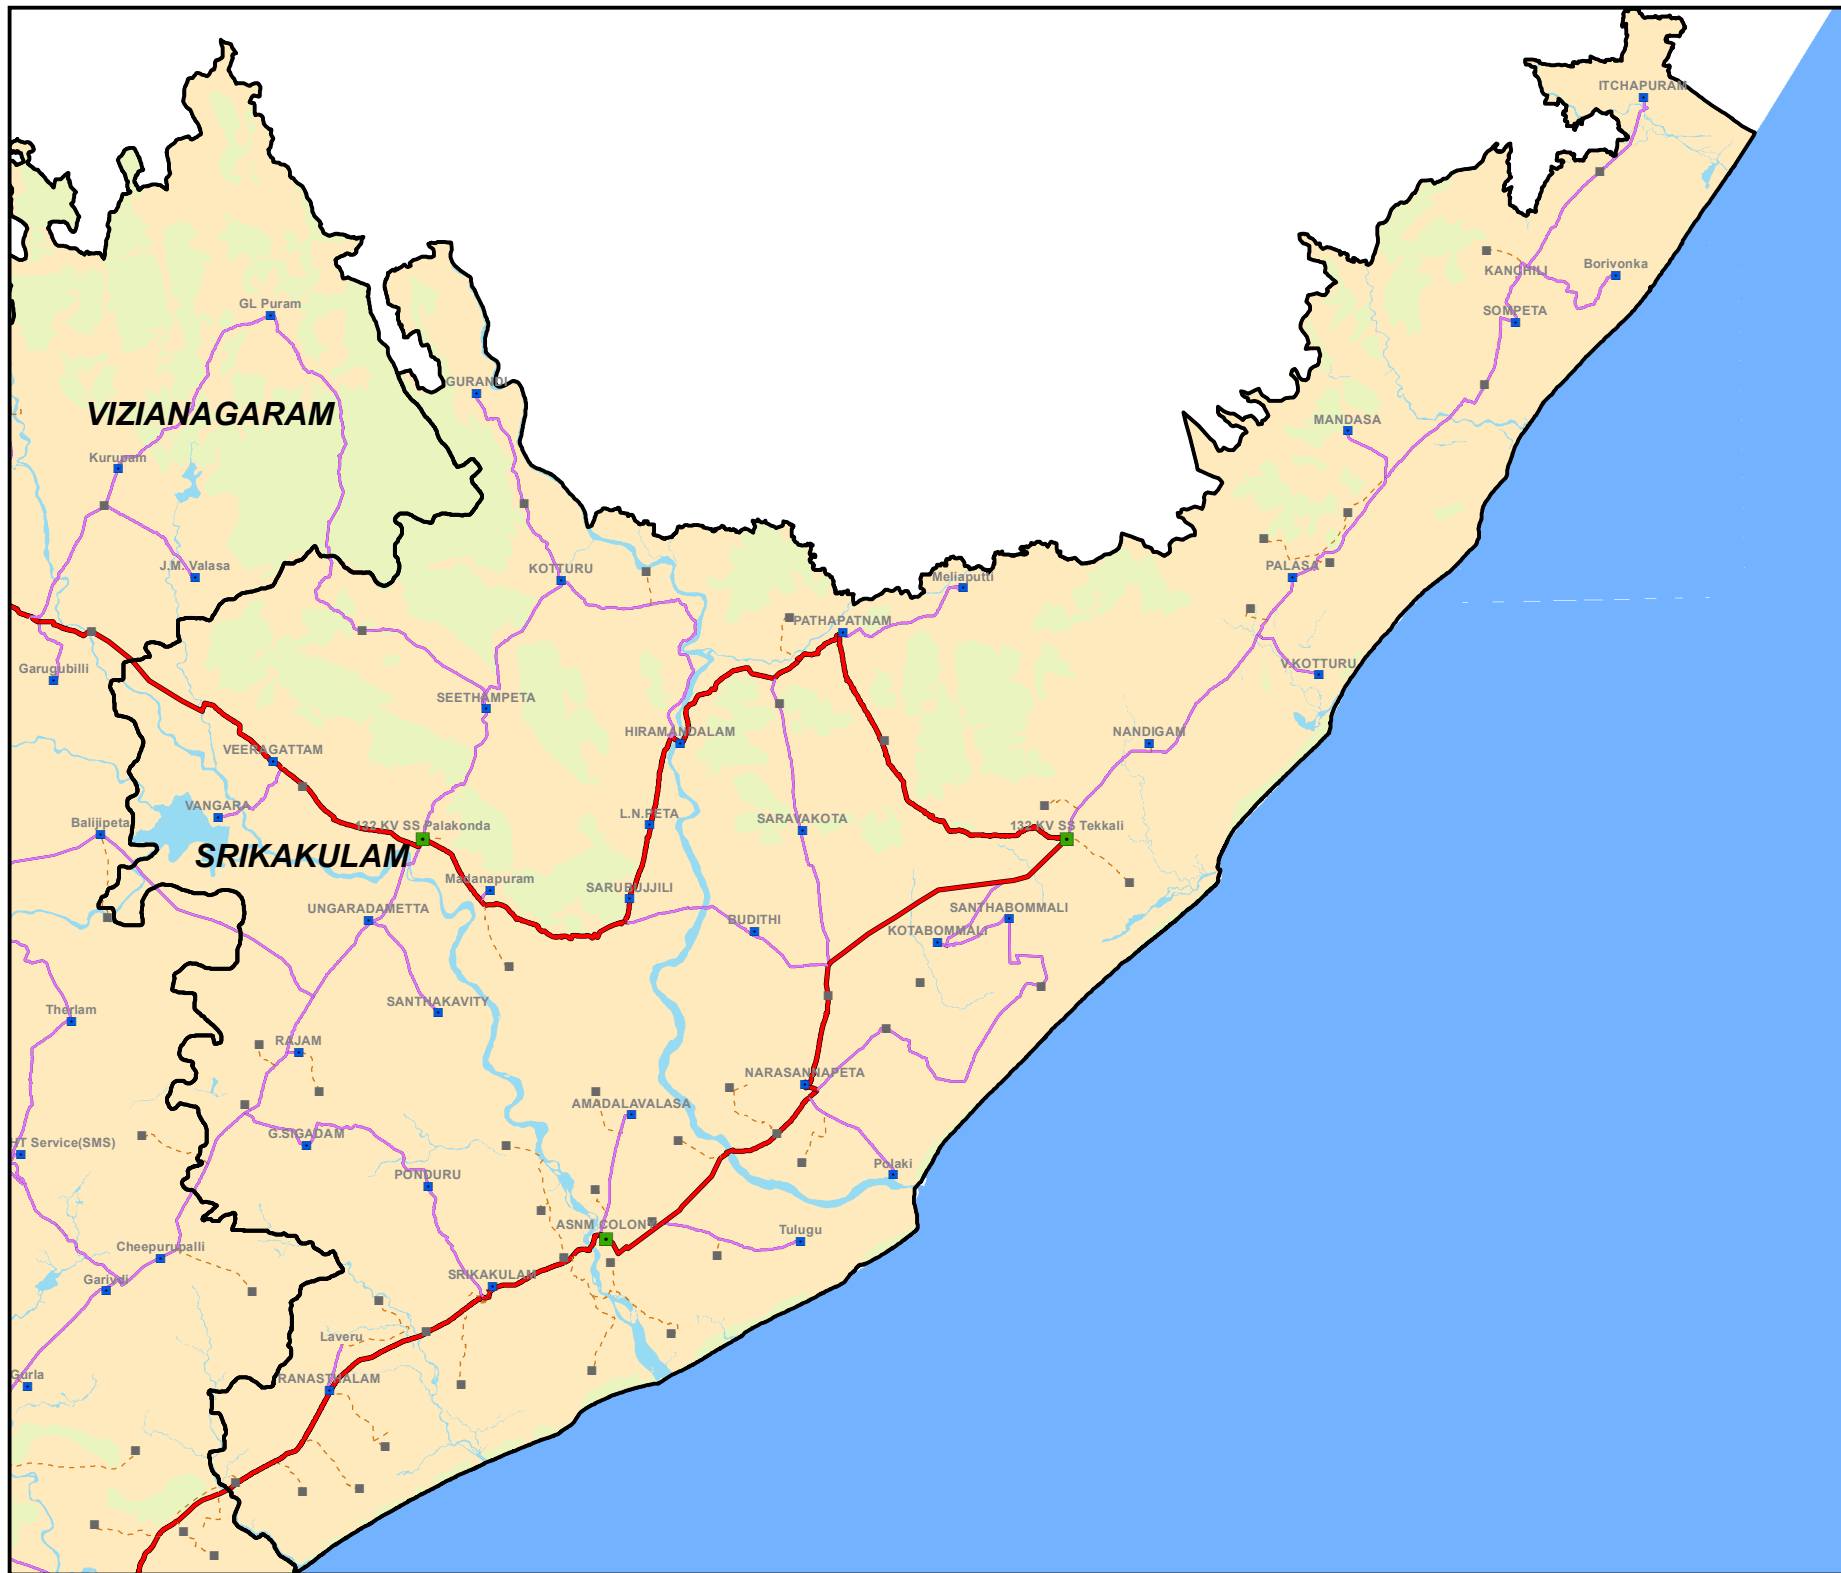 ITCHAPURAM
Borivonka
KANCHILI
GL Puram
SOMPETA
GURANDI
VIZIANAGARAM
MANDASA
Kurupam
J.M. Valasa
KOTTURU
PALASA
Meliaputti
PATHAPATNAM
Garugubilli
V.KOTTURU
SEETHAMPETA
HIRAMANDALAM
NANDIGAM
VEERAGATTAM
VANGARA
L.N.PETA
SARAVAKOTA
Balijipeta
132 KV SS Palakonda
132 KV SS Tekkali
SRIKAKULAM
Madanapuram
SARUBUJJILI
UNGARADAMETTA
BUDITHI
SANTHABOMMALI
KOTABOMMALI
SANTHAKAVITY
Therlam
RAJAM
NARASANNAPETA
AMADALAVALASA
G.SIGADAM
HT Service(SMS)
Polaki
PONDURU
ASNM COLONY
Tulugu
Cheepurupalli
Garividi
SRIKAKULAM
Laveru
RANASTHALAM
Gurla